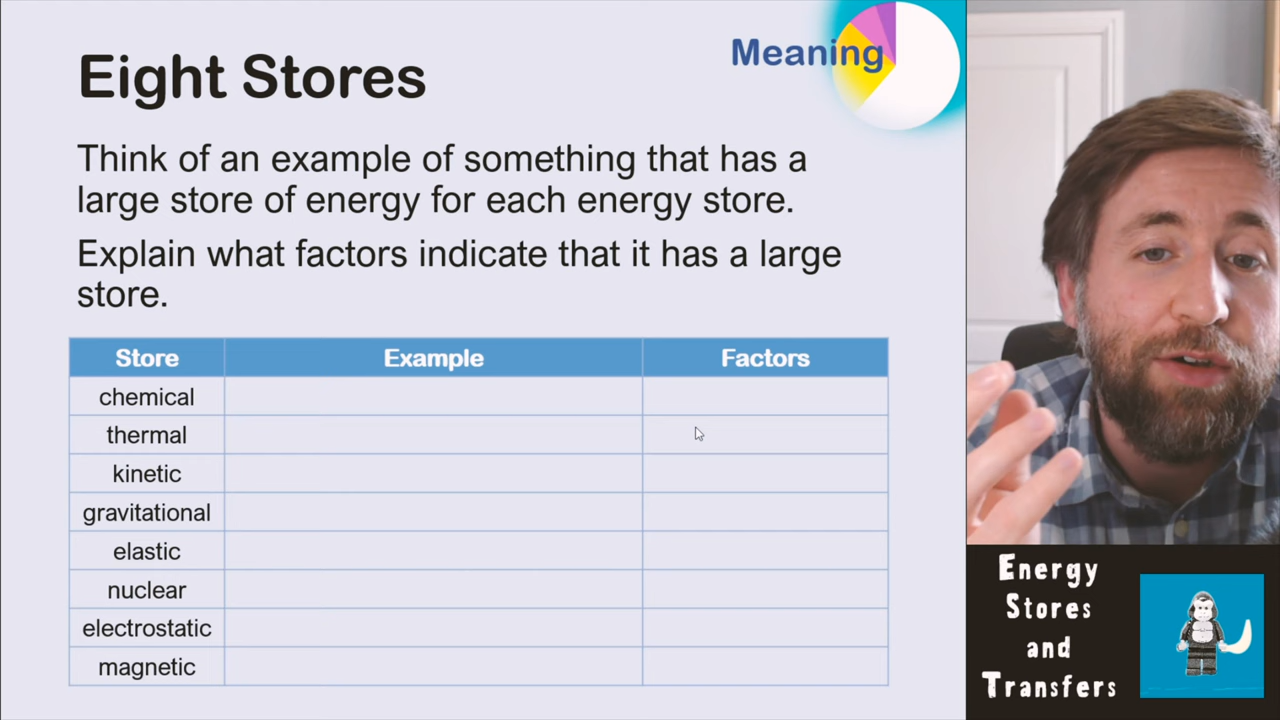 Meaning
Eight Stores
Think of an example of something that has a
large store of energy for each energy store.
Explain what factors indicate that it has a large
store.
Store Example Factors
chemical
thermal
kinetic
gravitational
elastic
nuclear
electrostatic
magnetic
Energy
Stores
and
Transfers